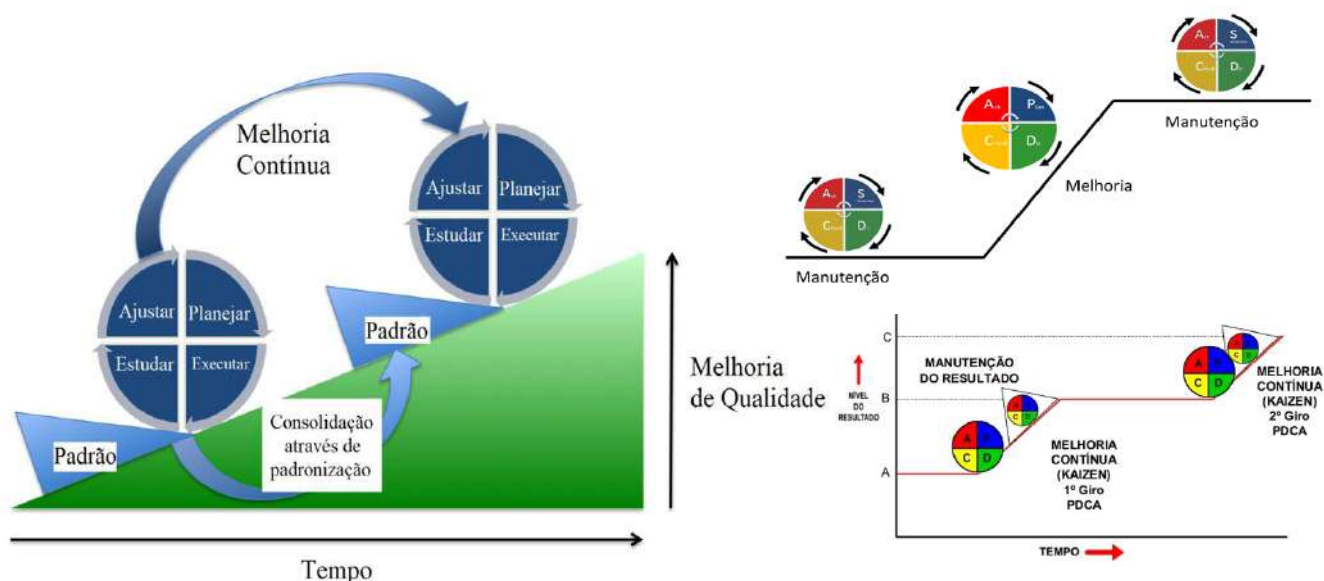 Melhoria
Contínua
Ajustar
Planejar
Estudar
Executar
Ajustar
Planejar
Estudar
Executar
Padrão
Padrão
Consolidação
através de
padronização
Melhoria
de Qualidade
Tempo
A
S
C
D
Manutenção
A
P
C
D
Melhoria
A
S
C
D
Manutenção
C
B
A
NÍVEL
DO
RESULTADO
MANUTENÇÃO
DO RESULTADO
A
P
C
D
A
P
C
D
MELHORIA
CONTÍNUA
(KAIZEN)
1º Giro
PDCA
A
P
C
D
A
P
C
D
MELHORIA
CONTÍNUA
(KAIZEN)
2º Giro
PDCA
TEMPO